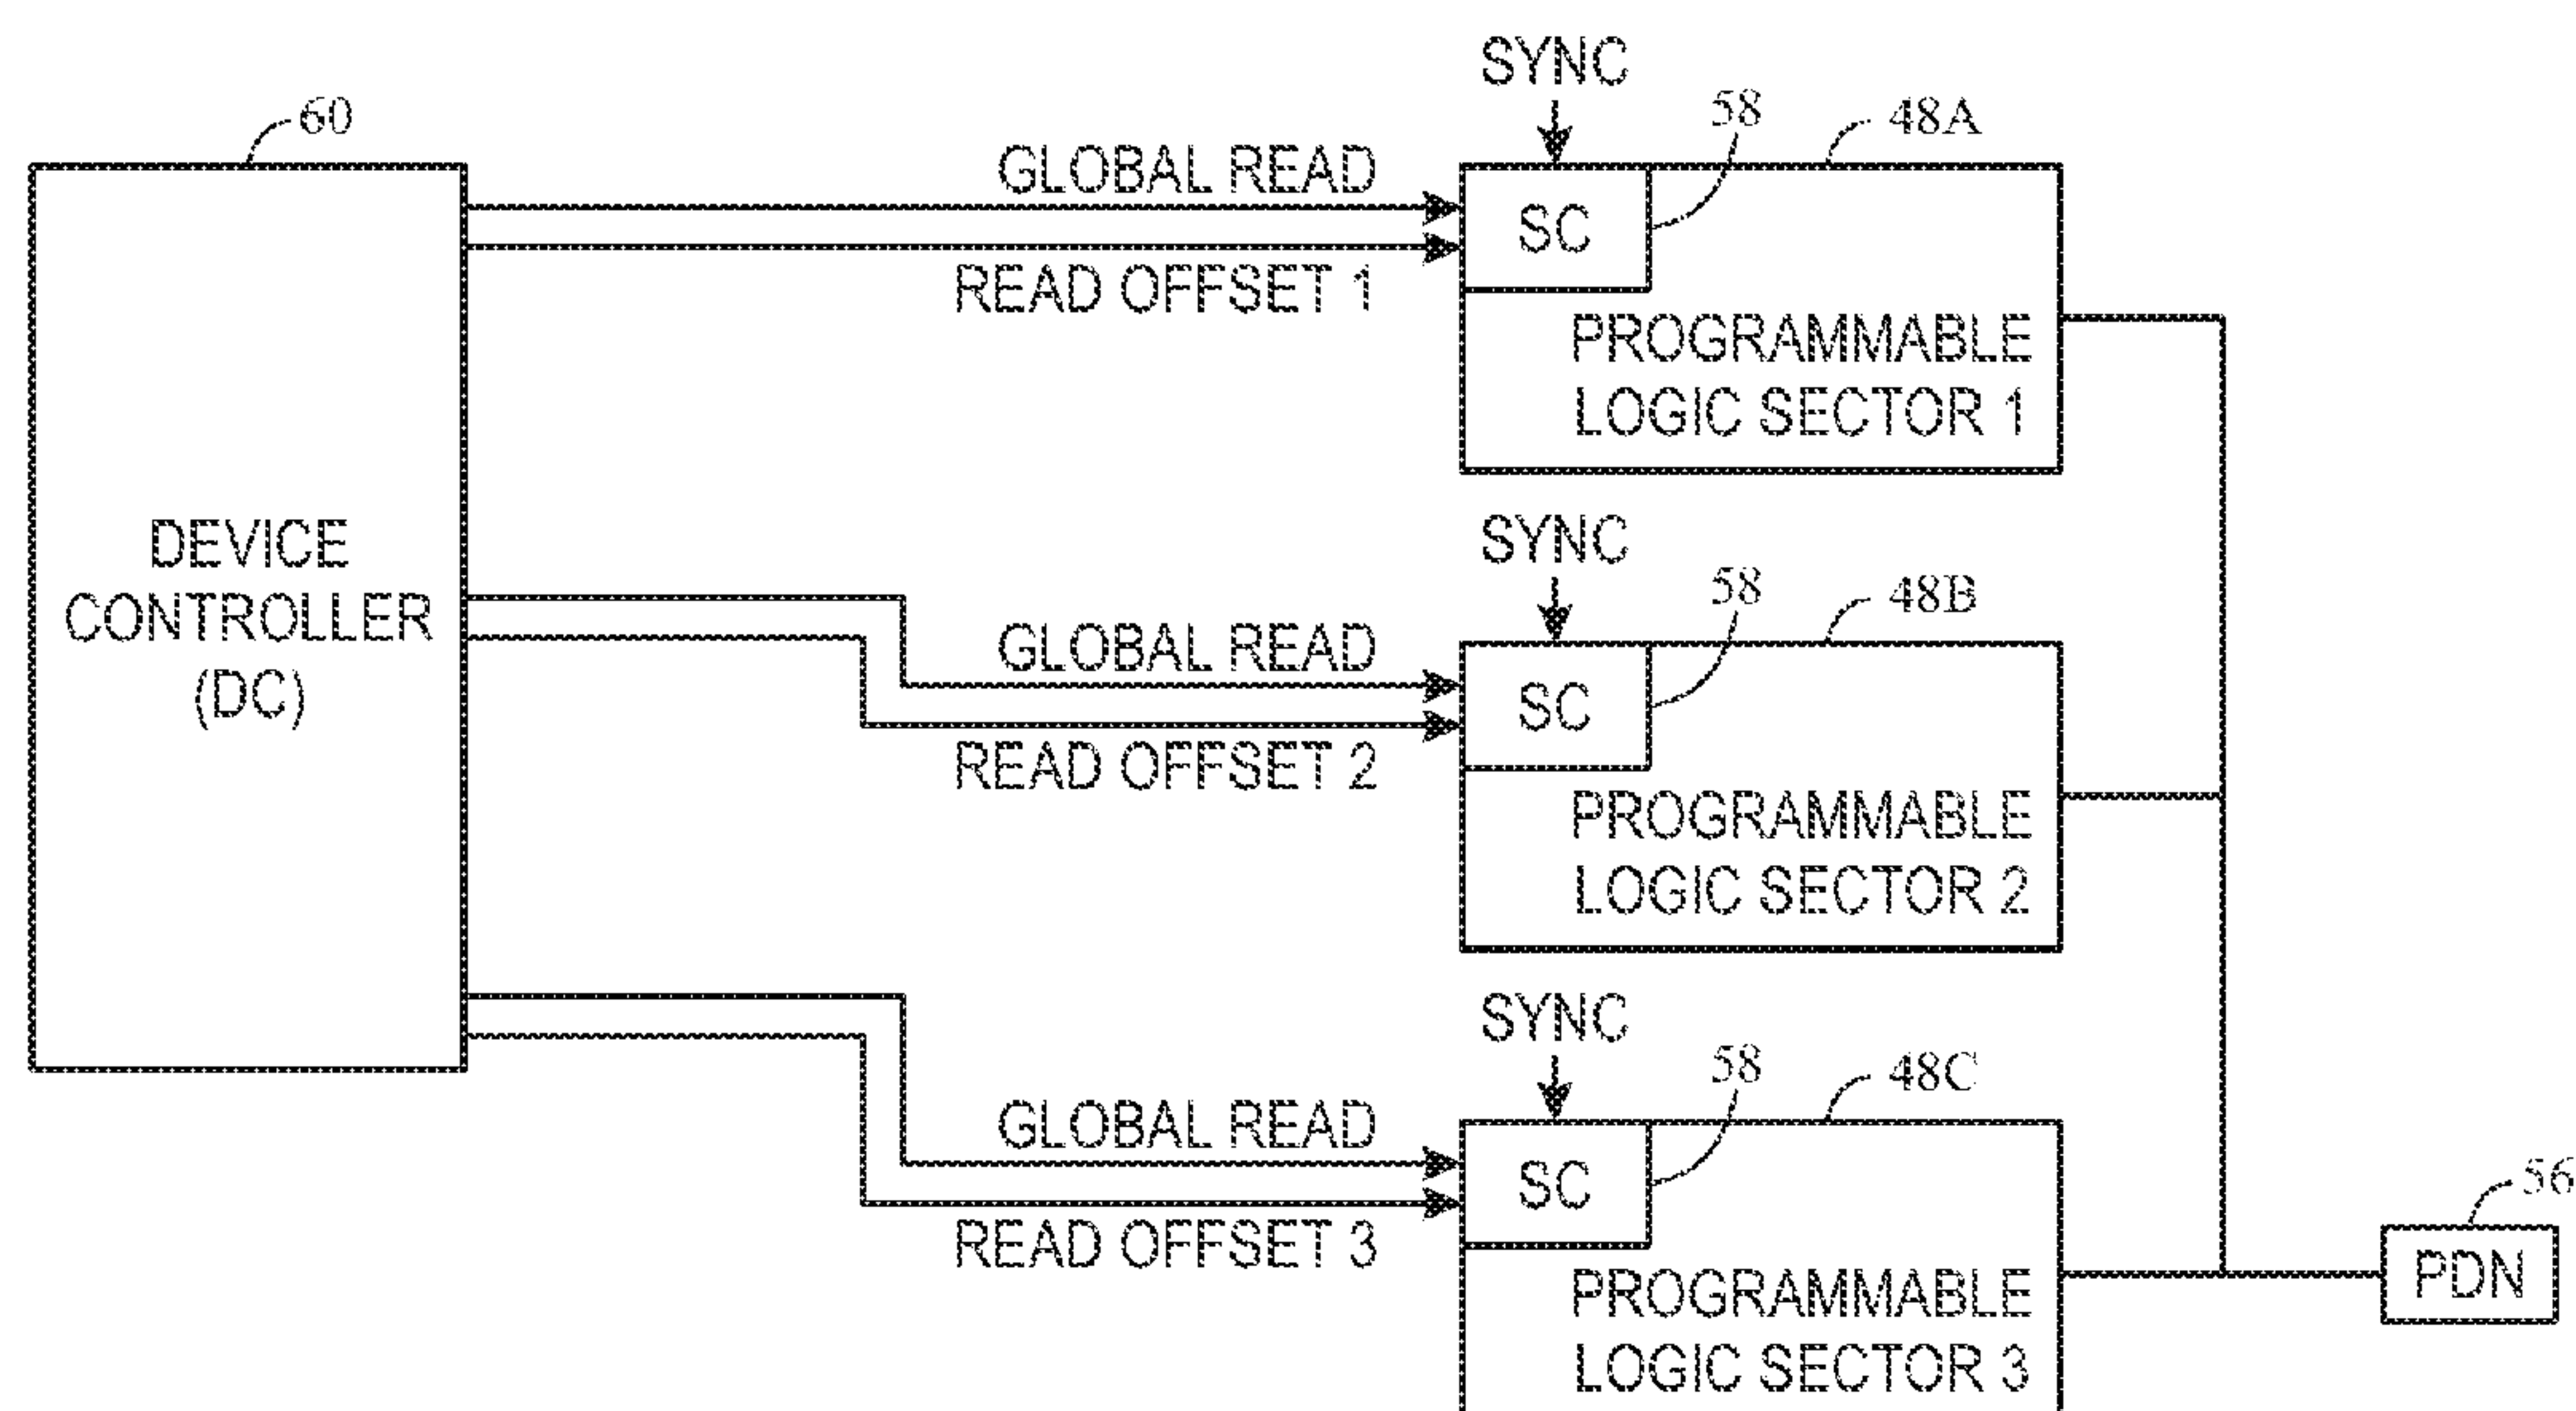 60
DEVICE
CONTROLLER
(DC)
GLOBAL READ
READ OFFSET 1
SYNC
58
48A
SC
PROGRAMMABLE
LOGIC SECTOR 1
GLOBAL READ
READ OFFSET 2
SYNC
58
48B
SC
PROGRAMMABLE
LOGIC SECTOR 2
GLOBAL READ
READ OFFSET 3
SYNC
58
48C
SC
PROGRAMMABLE
LOGIC SECTOR 3
56
PDN